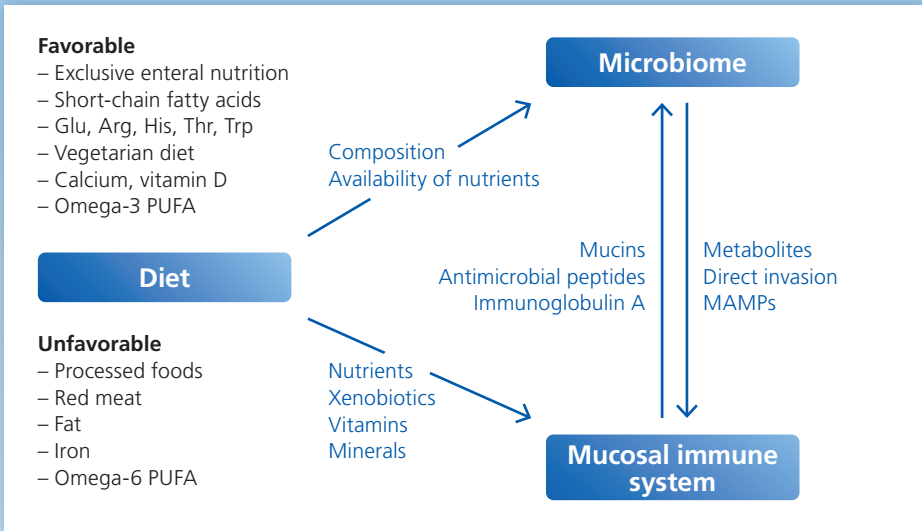 Favorable
– Exclusive enteral nutrition
– Short-chain fatty acids
– Glu, Arg, His, Thr, Trp
– Vegetarian diet
– Calcium, vitamin D
– Omega-3 PUFA
Microbiome
Composition
Availability of nutrients
Diet
Mucins
Antimicrobial peptides
Immunoglobulin A
Metabolites
Direct invasion
MAMPs
Unfavorable
– Processed foods
– Red meat
– Fat
– Iron
– Omega-6 PUFA
Nutrients
Xenobiotics
Vitamins
Minerals
Mucosal immune
system